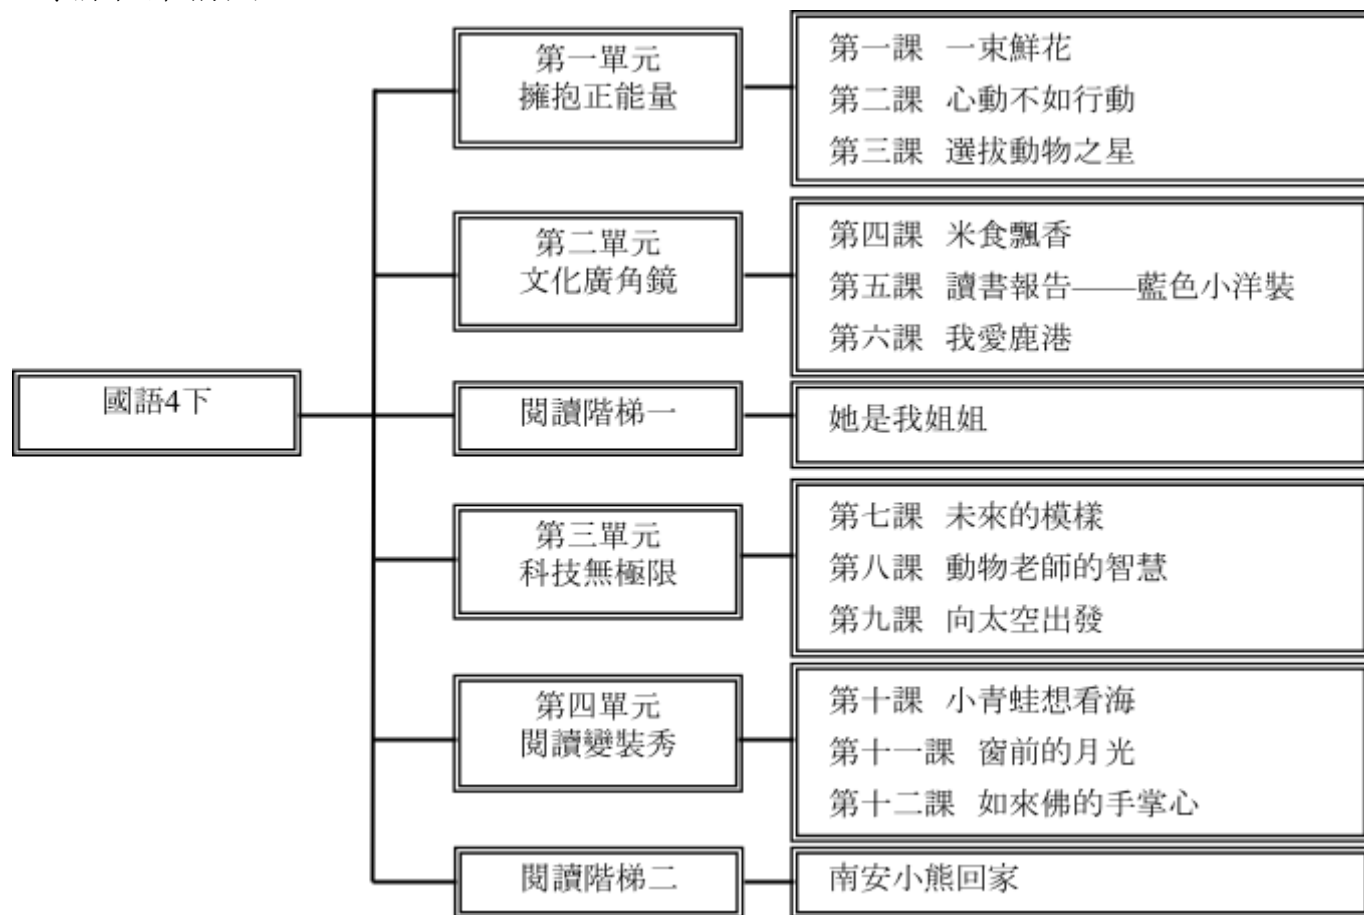 國語4下
第一單元
擁抱正能量
第一課 一束鮮花
第二課 心動不如行動
第三課 選拔動物之星
第二單元
文化廣角鏡
第四課 米食飄香
第五課 讀書報告——藍色小洋裝
第六課 我愛鹿港
閱讀階梯一
她是我姐姐
第三單元
科技無極限
第七課 未來的模樣
第八課 動物老師的智慧
第九課 向太空出發
第四單元
閱讀變裝秀
第十課 小青蛙想看海
第十一課 窗前的月光
第十二課 如來佛的手掌心
閱讀階梯二
南安小熊回家